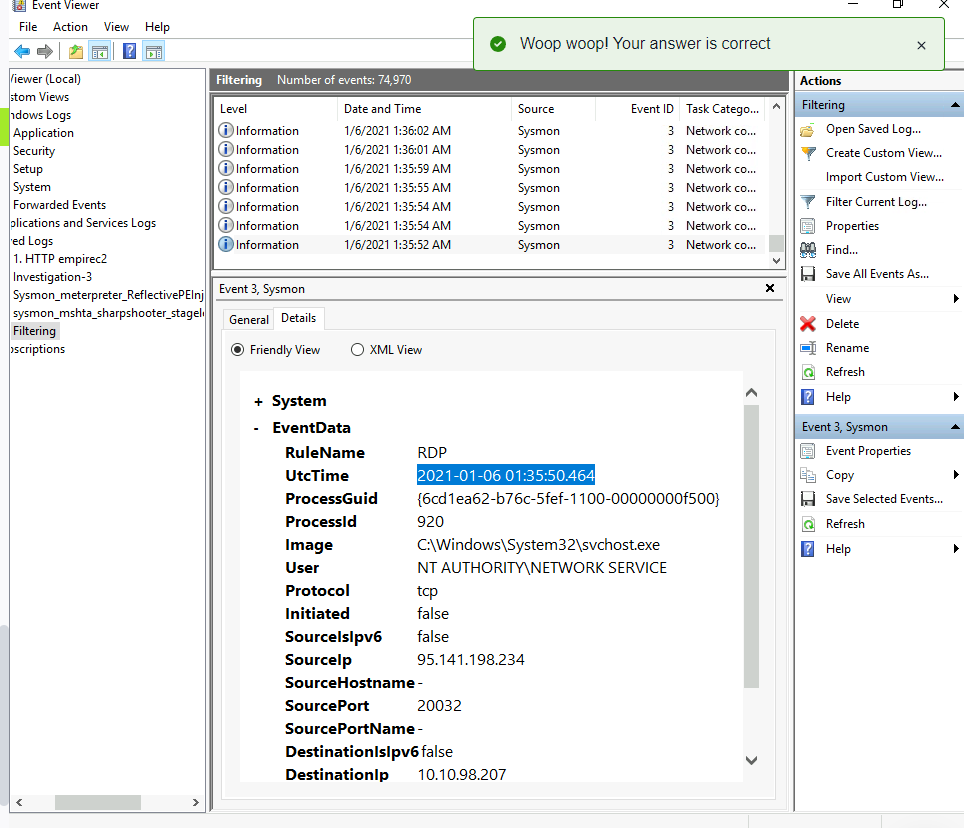 Event Viewer
File Action View Help
Woop woop! Your answer is correct
Viewer (Local)
stom Views
ndows Logs
Application
Security
Setup
System
Forwarded Events
plications and Services Logs
ved Logs
1. HTTP empirec2
Investigation-3
Sysmon_meterpreter_ReflectivePEInj
sysmon_mshta_sharpshooter_stagele
Filtering
bscriptions
Filtering Number of events: 74,970
Level Date and Time Source Event ID Task Catego...
Information 1/6/2021 1:36:02 AM Sysmon 3 Network co...
Information 1/6/2021 1:36:01 AM Sysmon 3 Network co...
Information 1/6/2021 1:35:59 AM Sysmon 3 Network co...
Information 1/6/2021 1:35:55 AM Sysmon 3 Network co...
Information 1/6/2021 1:35:54 AM Sysmon 3 Network co...
Information 1/6/2021 1:35:54 AM Sysmon 3 Network co...
Information 1/6/2021 1:35:52 AM Sysmon 3 Network co...
Event 3, Sysmon
General Details
Friendly View XML View
+ System
- EventData
RuleName RDP
UtcTime 2021-01-06 01:35:50.464
ProcessGuid {6cd1ea62-b76c-5fef-1100-00000000f500}
ProcessId 920
Image C:\Windows\System32\svchost.exe
User NT AUTHORITY\NETWORK SERVICE
Protocol tcp
Initiated false
SourceIsIpv6 false
SourceIp 95.141.198.234
SourceHostname -
SourcePort 20032
SourcePortName -
DestinationIsIpv6 false
DestinationIp 10.10.98.207
Actions
Filtering
Open Saved Log...
Create Custom View...
Import Custom View...
Filter Current Log...
Properties
Find...
Save All Events As...
View
Delete
Rename
Refresh
Help
Event 3, Sysmon
Event Properties
Copy
Save Selected Events...
Refresh
Help